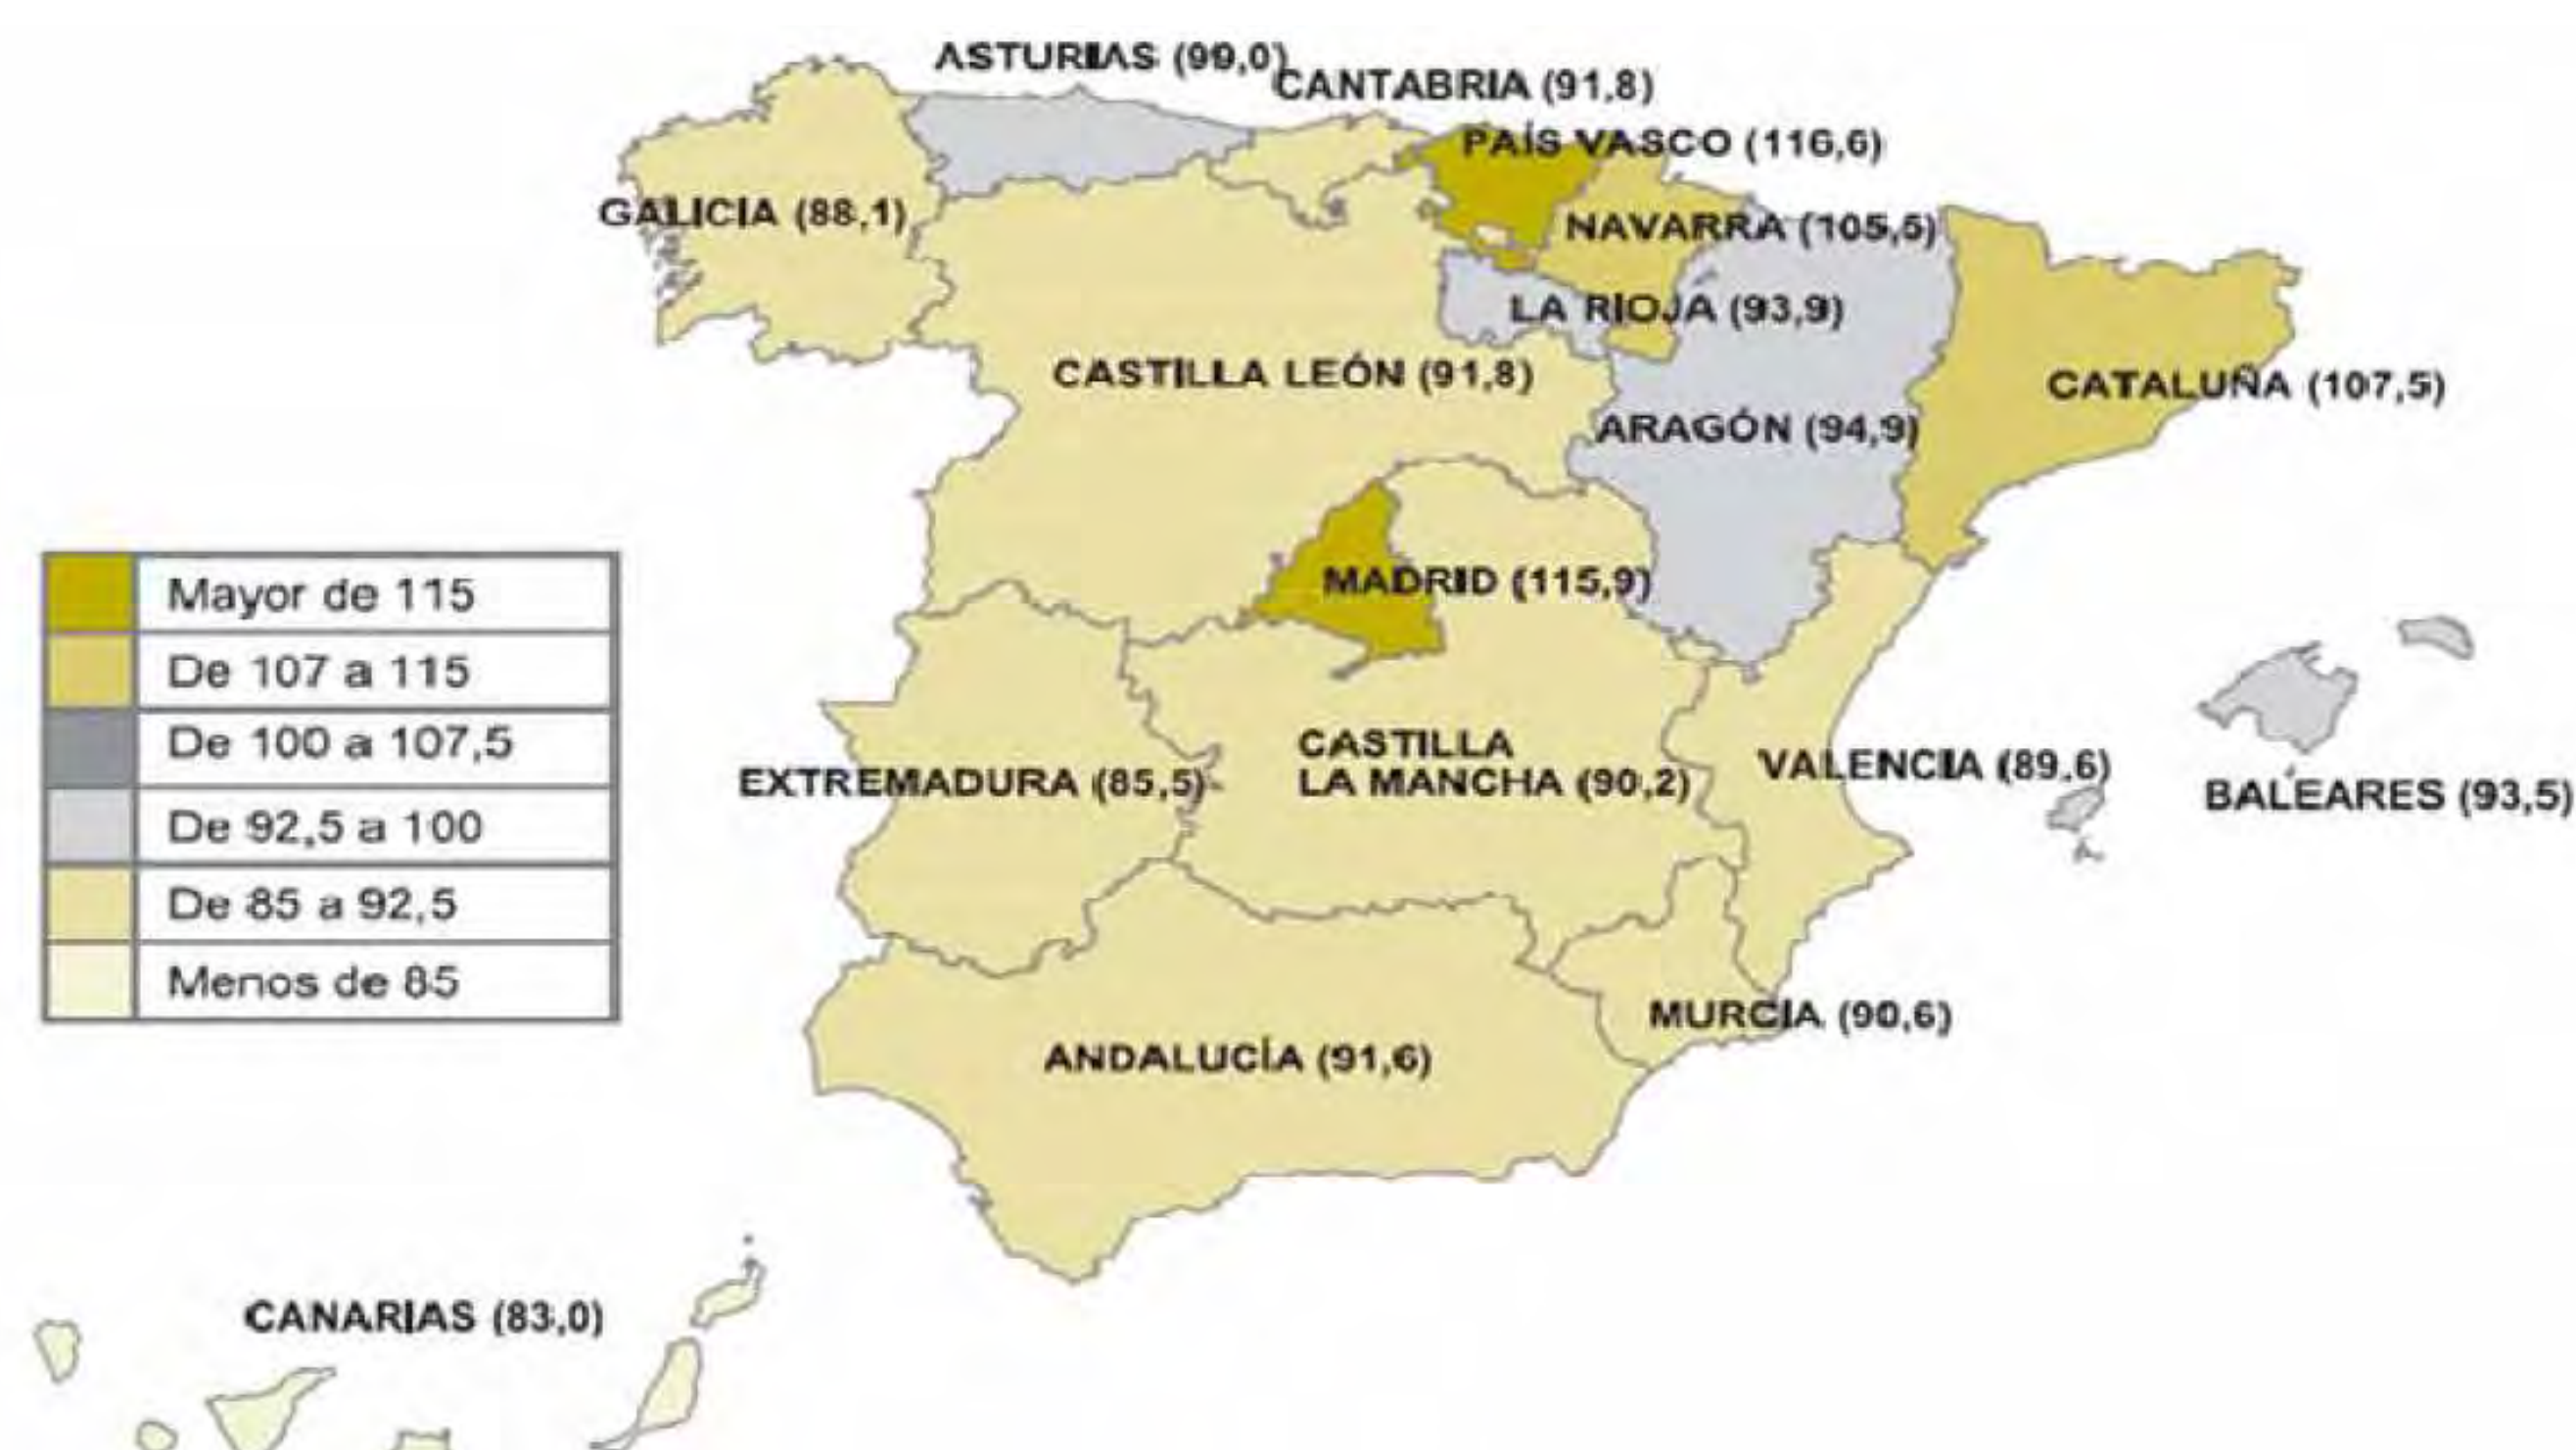 ASTURIAS (99,0)
CANTABRIA (91,8)
PAÍS VASCO (116,6)
GALICIA (88,1)
NAVARRA (105,5)
LA RIOJA (93,9)
CASTILLA LEÓN (91,8)
CATALUÑA (107,5)
ARAGÓN (94,9)
MADRID (115,9)
Mayor de 115
De 107 a 115
De 100 a 107,5
De 92,5 a 100
De 85 a 92,5
Menos de 85
CASTILLA
LA MANCHA (90,2)
EXTREMADURA (85,5)
VALENCIA (89,6)
BALEARES (93,5)
MURCIA (90,6)
ANDALUCÍA (91,6)
CANARIAS (83,0)